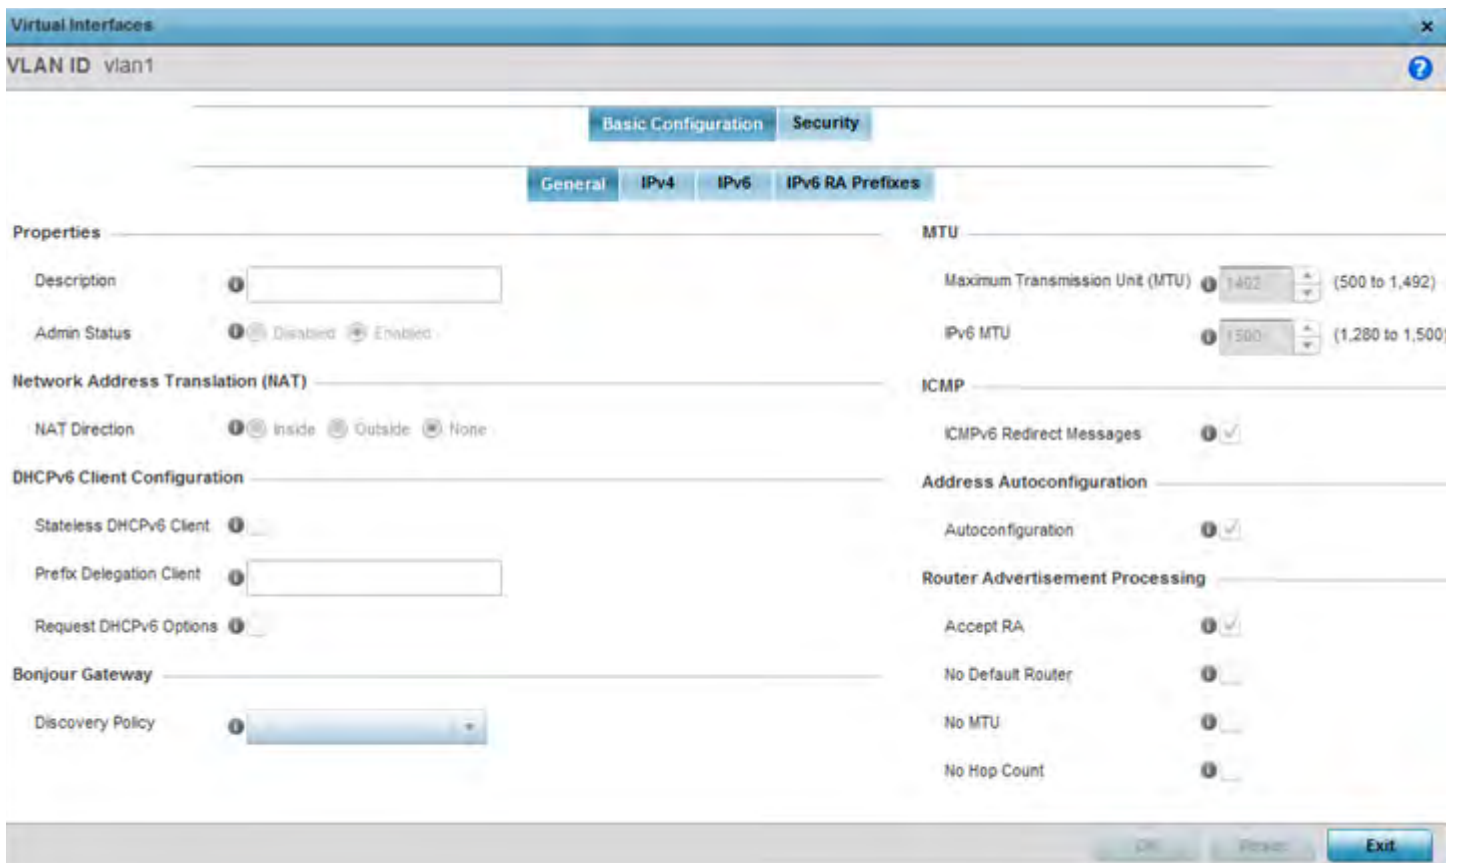 Virtual Interfaces
VLAN ID vlan1
Basic Configuration Security
General IPv4 IPv6 IPv6 RA Prefixes
Properties
Description
Admin Status Disabled Enabled
Network Address Translation (NAT)
NAT Direction Inside Outside None
DHCPv6 Client Configuration
Stateless DHCPv6 Client
Prefix Delegation Client
Request DHCPv6 Options
Bonjour Gateway
Discovery Policy
MTU
Maximum Transmission Unit (MTU) 1492 (500 to 1,492)
IPv6 MTU 1500 (1,280 to 1,500)
ICMP
ICMPv6 Redirect Messages
Address Autoconfiguration
Autoconfiguration
Router Advertisement Processing
Accept RA
No Default Router
No MTU
No Hop Count
OK Reset Exit